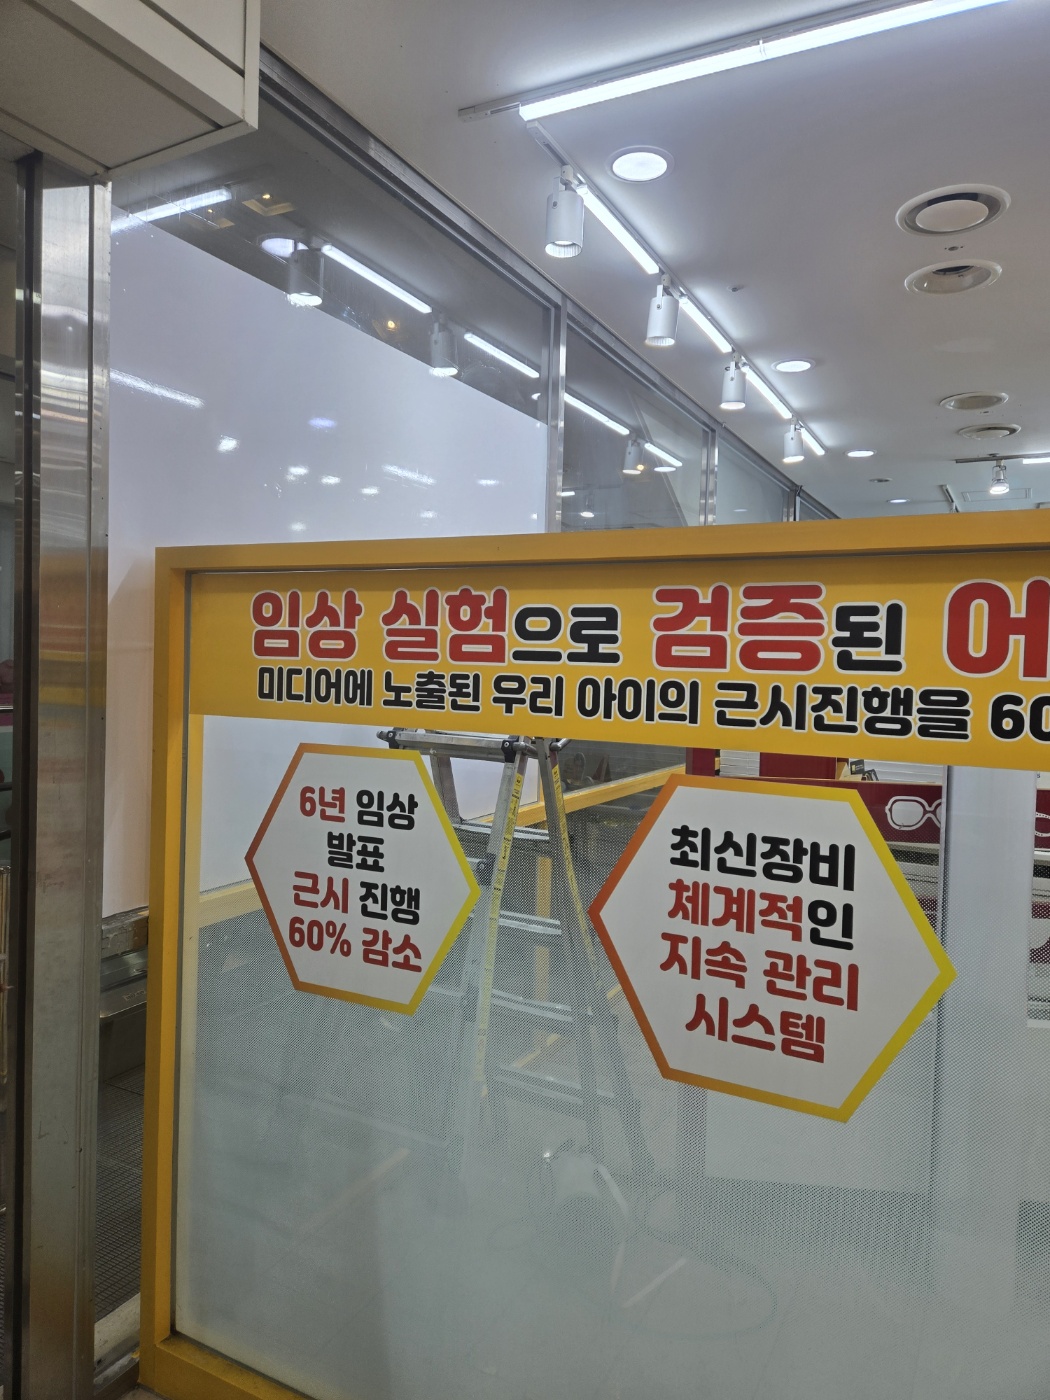 임상 실험으로 검증된 어
미디어에 노출된 우리 아이의 근시진행을 60
6년 임상
발표
근시 진행
60% 감소
최신장비
체계적인
지속 관리
시스템